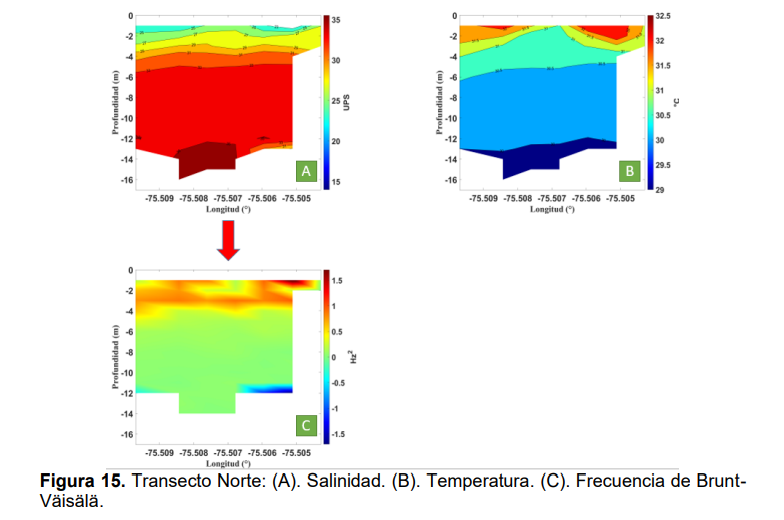 0
-2
-4
-6
-8
-10
-12
-14
-16
Profundidad (m)
-75.509 -75.508 -75.507 -75.506 -75.505
Longitud (°)
A
35
30
25
20
15
UPS
0
-2
-4
-6
-8
-10
-12
-14
-16
Profundidad (m)
-75.509 -75.508 -75.507 -75.506 -75.505
Longitud (°)
B
32.5
32
31.5
31
30.5
30
29.5
29
°C
0
-2
-4
-6
-8
-10
-12
-14
-16
Profundidad (m)
-75.509 -75.508 -75.507 -75.506 -75.505
Longitud (°)
C
1.5
1
0.5
0
-0.5
-1
-1.5
Hz²
Figura 15. Transecto Norte: (A). Salinidad. (B). Temperatura. (C). Frecuencia de Brunt-
Väisälä.